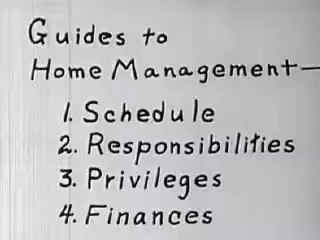 Guides to
Home Management—
1. Schedule
2. Responsibilities
3. Privileges
4. Finances